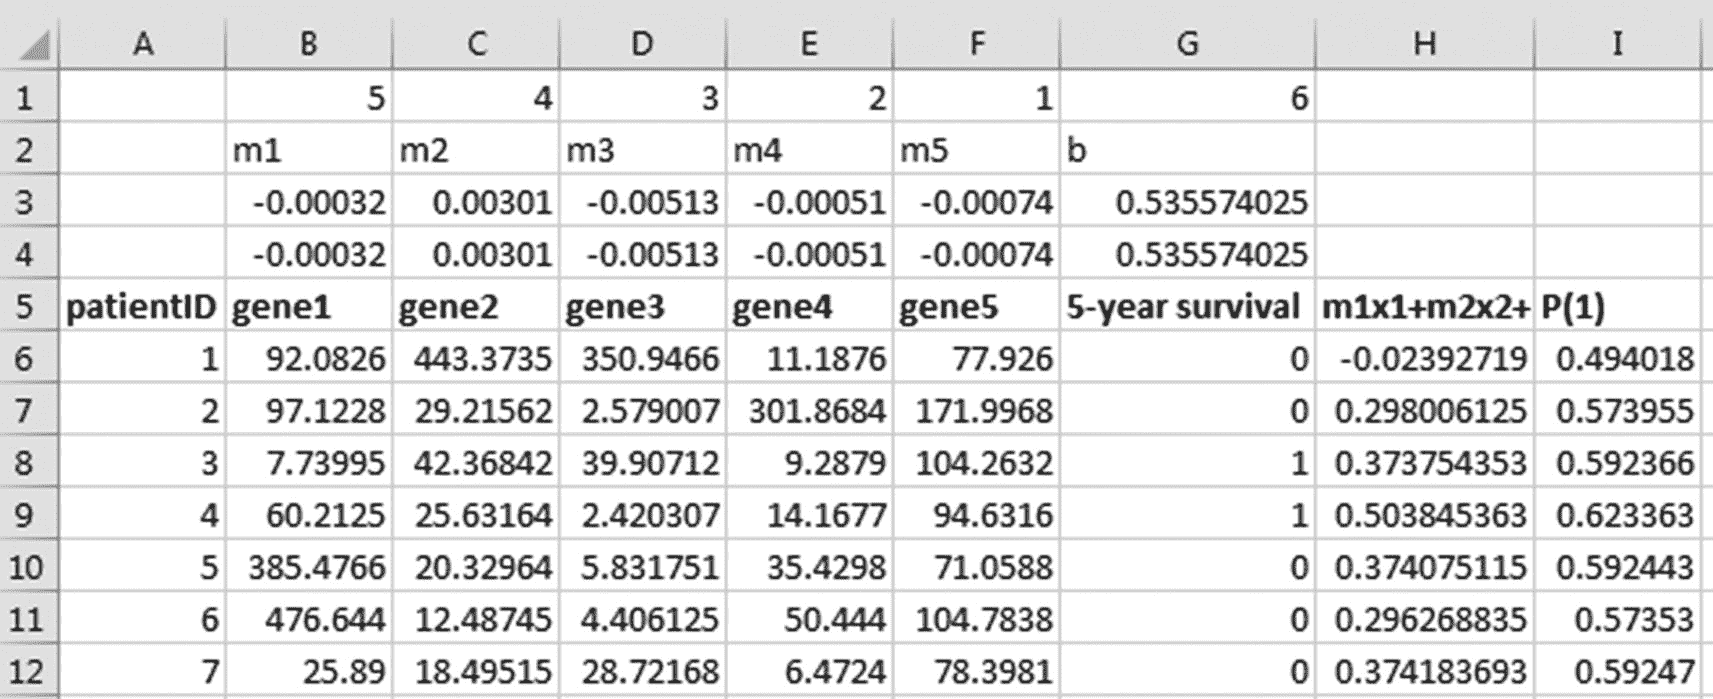 A B C D E F G H I
1 5 4 3 2 1 6
2 m1 m2 m3 m4 m5 b
3 -0.00032 0.00301 -0.00513 -0.00051 -0.00074 0.535574025
4 -0.00032 0.00301 -0.00513 -0.00051 -0.00074 0.535574025
5 patientID gene1 gene2 gene3 gene4 gene5 5-year survival m1x1+m2x2+ P(1)
6 1 92.0826 443.3735 350.9466 11.1876 77.926 0 -0.02392719 0.494018
7 2 97.1228 29.21562 2.579007 301.8684 171.9968 0 0.298006125 0.573955
8 3 7.73995 42.36842 39.90712 9.2879 104.2632 1 0.373754353 0.592366
9 4 60.2125 25.63164 2.420307 14.1677 94.6316 1 0.503845363 0.623363
10 5 385.4766 20.32964 5.831751 35.4298 71.0588 0 0.374075115 0.592443
11 6 476.644 12.48745 4.406125 50.444 104.7838 0 0.296268835 0.57353
12 7 25.89 18.49515 28.72168 6.4724 78.3981 0 0.374183693 0.59247